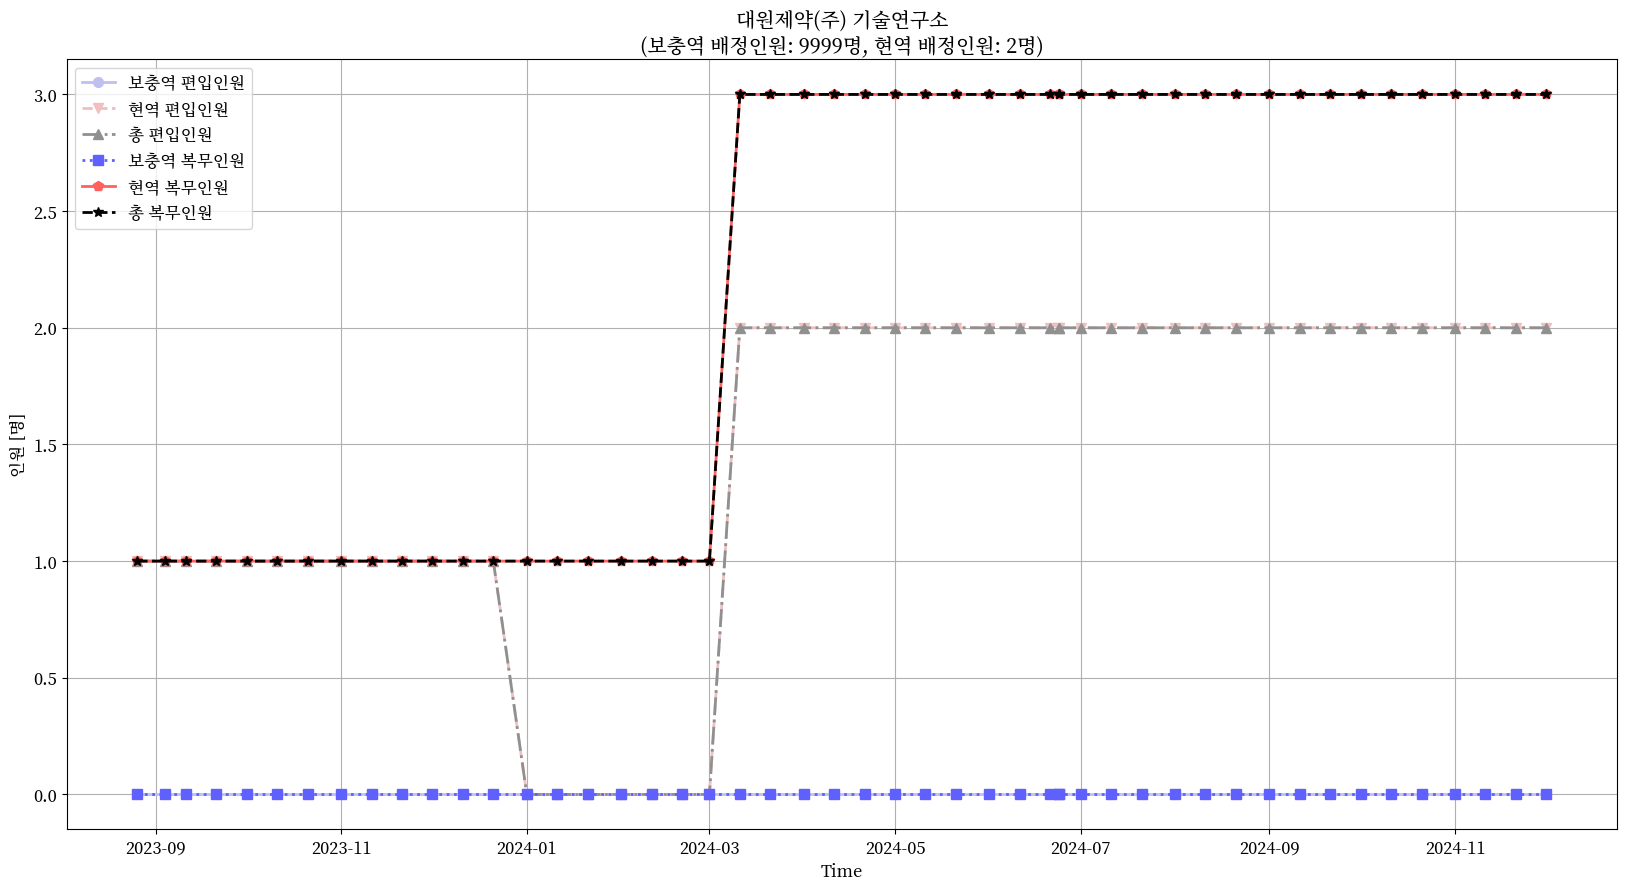 대원제약(주) 기술연구소
(보충역 배정인원: 9999명, 현역 배정인원: 2명)
보충역 편입인원
현역 편입인원
총 편입인원
보충역 복무인원
현역 복무인원
총 복무인원
3.0
2.5
2.0
1.5
1.0
0.5
0.0
인원 [명]
2023-09
2023-11
2024-01
2024-03
2024-05
2024-07
2024-09
2024-11
Time